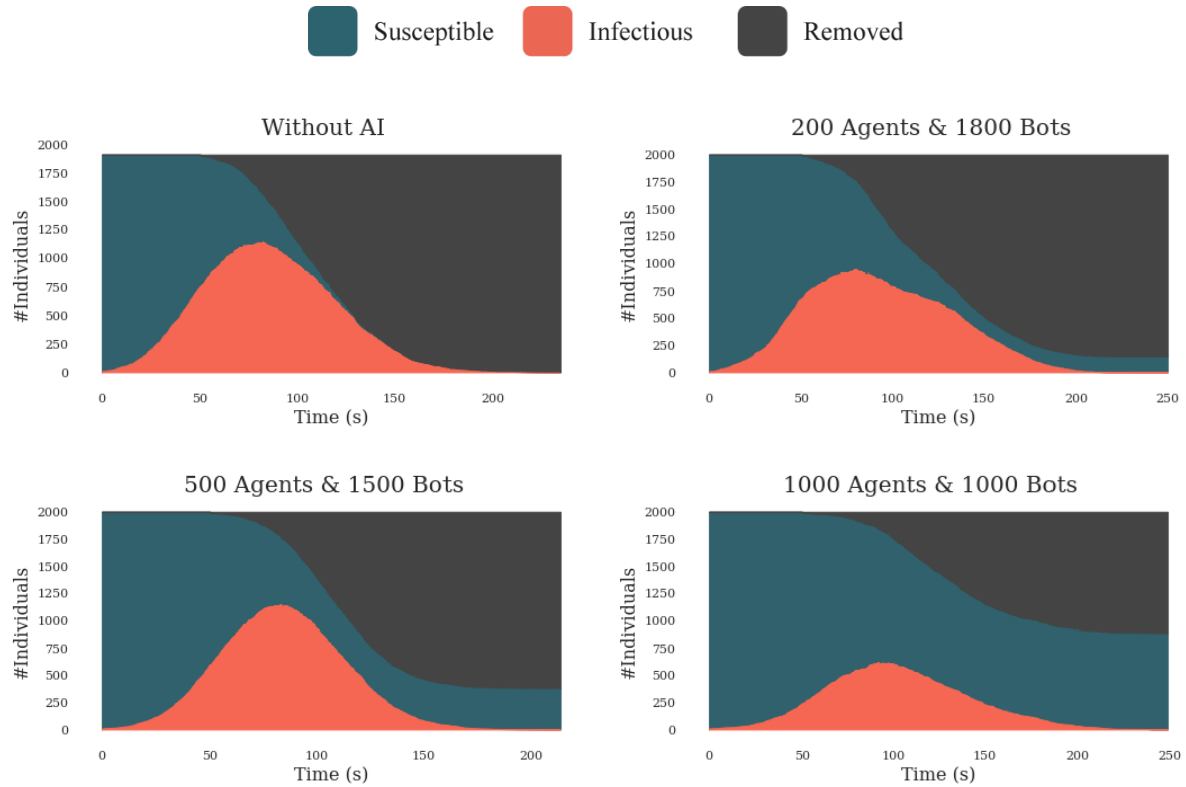 Susceptible Infectious Removed
Without AI
2000
1750
1500
1250
1000
750
500
250
0
#Individuals
0 50 100 150 200
Time (s)
200 Agents & 1800 Bots
2000
1750
1500
1250
1000
750
500
250
0
#Individuals
0 50 100 150 200 250
Time (s)
500 Agents & 1500 Bots
2000
1750
1500
1250
1000
750
500
250
0
#Individuals
0 50 100 150 200
Time (s)
1000 Agents & 1000 Bots
2000
1750
1500
1250
1000
750
500
250
0
#Individuals
0 50 100 150 200 250
Time (s)